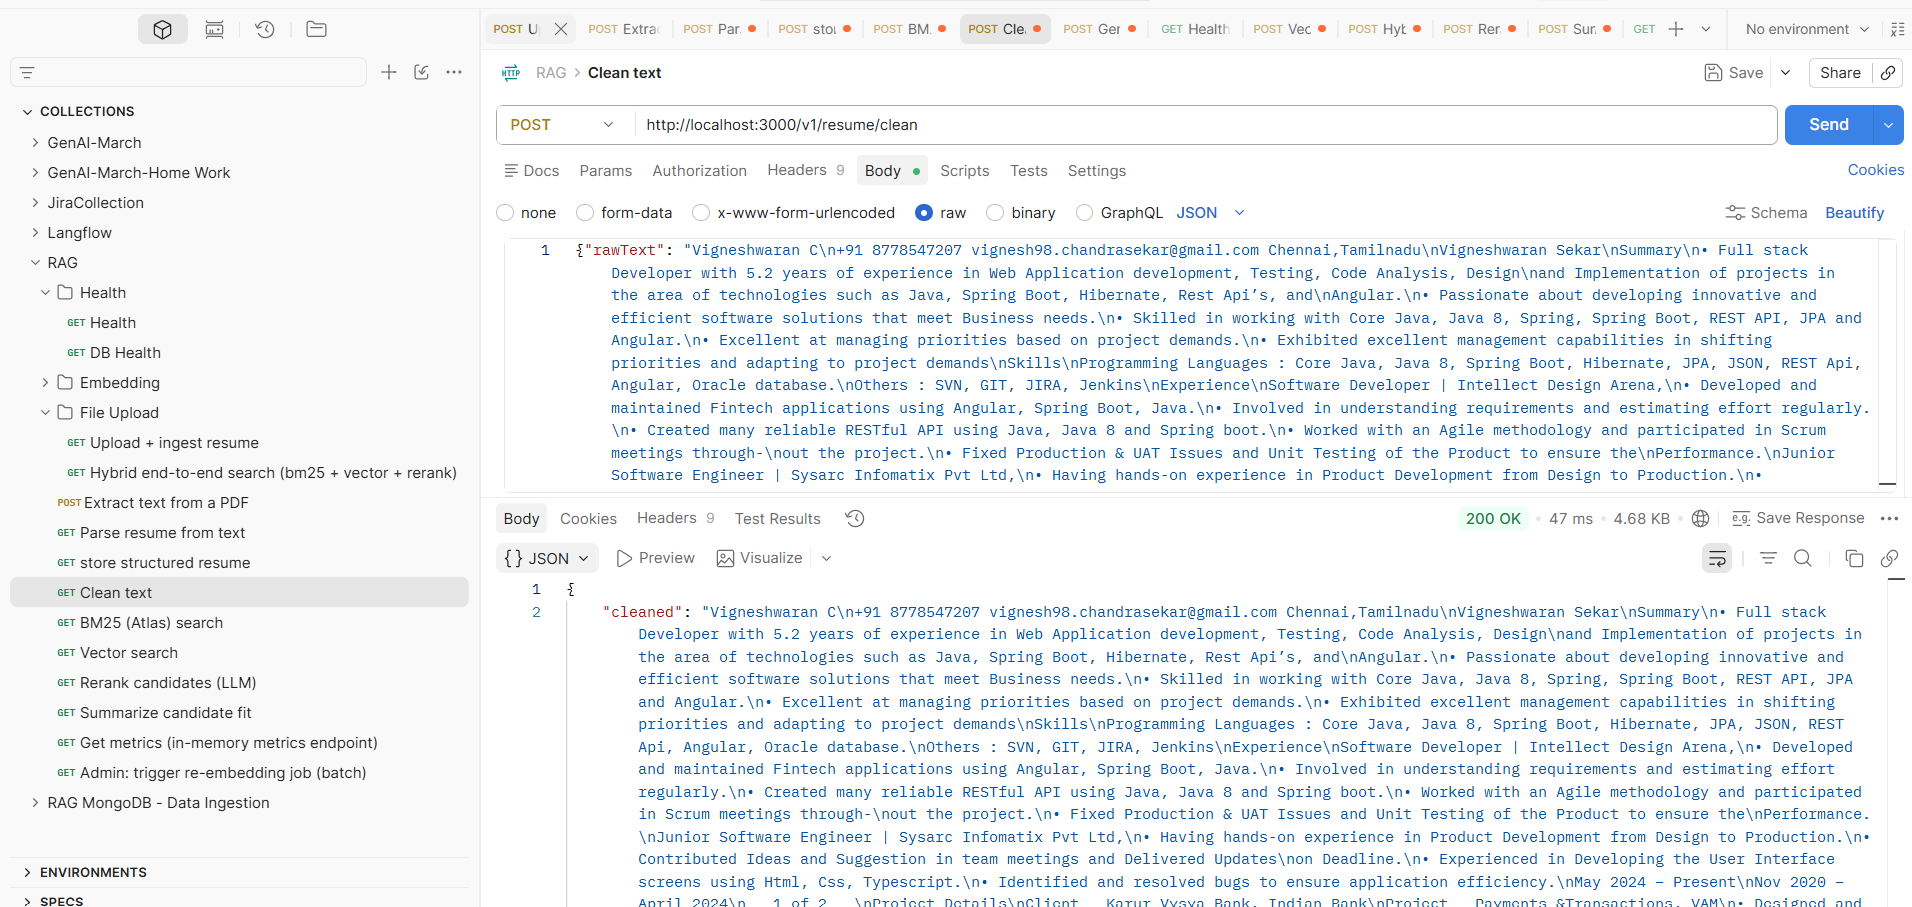 POST U
POST Extra
POST Par.
POST stor
POST BM.
POST Cle.
POST Ger
GET Health
POST Vec
POST Hyb
POST Rer
POST Sur.
GET
No environment
RAG > Clean text
Save
Share
COLLECTIONS
GenAI-March
GenAI-March-Home Work
JiraCollection
Langflow
RAG
Health
GET Health
GET DB Health
Embedding
File Upload
GET Upload + ingest resume
GET Hybrid end-to-end search (bm25 + vector + rerank)
POST Extract text from a PDF
GET Parse resume from text
GET store structured resume
GET Clean text
GET BM25 (Atlas) search
GET Vector search
GET Rerank candidates (LLM)
GET Summarize candidate fit
GET Get metrics (in-memory metrics endpoint)
GET Admin: trigger re-embedding job (batch)
RAG MongoDB - Data Ingestion
ENVIRONMENTS
SPECS
HTTP
POST http://localhost:3000/v1/resume/clean
Send
Docs Params Authorization Headers 9 Body Scripts Tests Settings
Cookies
none form-data x-www-form-urlencoded raw binary GraphQL JSON
Schema Beautify
1 {"rawText": "Vigneshwaran C\n+91 8778547207 vignesh98.chandrasekar@gmail.com Chennai,Tamilnadu\nVigneshwaran Sekar\nSummary\n• Full stack
Developer with 5.2 years of experience in Web Application development, Testing, Code Analysis, Design\nand Implementation of projects in
the area of technologies such as Java, Spring Boot, Hibernate, Rest Api’s, and\nAngular.\n• Passionate about developing innovative and
efficient software solutions that meet Business needs.\n• Skilled in working with Core Java, Java 8, Spring, Spring Boot, REST API, JPA and
Angular.\n• Excellent at managing priorities based on project demands.\n• Exhibited excellent management capabilities in shifting
priorities and adapting to project demands\nSkills\nProgramming Languages : Core Java, Java 8, Spring Boot, Hibernate, JPA, JSON, REST Api,
Angular, Oracle database.\nOthers : SVN, GIT, JIRA, Jenkins\nExperience\nSoftware Developer | Intellect Design Arena,\n• Developed and
maintained Fintech applications using Angular, Spring Boot, Java.\n• Involved in understanding requirements and estimating effort regularly.
\n• Created many reliable RESTful API using Java, Java 8 and Spring boot.\n• Worked with an Agile methodology and participated in Scrum
meetings through-\nout the project.\n• Fixed Production & UAT Issues and Unit Testing of the Product to ensure the\nPerformance.\nJunior
Software Engineer | Sysarc Infomatix Pvt Ltd,\n• Having hands-on experience in Product Development from Design to Production.\n•
Body Cookies Headers 9 Test Results
200 OK • 47 ms • 4.68 KB • e.g. Save Response
{} JSON Preview Visualize
1 {
2 "cleaned": "Vigneshwaran C\n+91 8778547207 vignesh98.chandrasekar@gmail.com Chennai,Tamilnadu\nVigneshwaran Sekar\nSummary\n• Full stack
Developer with 5.2 years of experience in Web Application development, Testing, Code Analysis, Design\nand Implementation of projects in
the area of technologies such as Java, Spring Boot, Hibernate, Rest Api’s, and\nAngular.\n• Passionate about developing innovative and
efficient software solutions that meet Business needs.\n• Skilled in working with Core Java, Java 8, Spring, Spring Boot, REST API, JPA
and Angular.\n• Excellent at managing priorities based on project demands.\n• Exhibited excellent management capabilities in shifting
priorities and adapting to project demands\nSkills\nProgramming Languages : Core Java, Java 8, Spring Boot, Hibernate, JPA, JSON, REST
Api, Angular, Oracle database.\nOthers : SVN, GIT, JIRA, Jenkins\nExperience\nSoftware Developer | Intellect Design Arena,\n• Developed
and maintained Fintech applications using Angular, Spring Boot, Java.\n• Involved in understanding requirements and estimating effort
regularly.\n• Created many reliable RESTful API using Java, Java 8 and Spring boot.\n• Worked with an Agile methodology and participated
in Scrum meetings through-\nout the project.\n• Fixed Production & UAT Issues and Unit Testing of the Product to ensure the\nPerformance.
\nJunior Software Engineer | Sysarc Infomatix Pvt Ltd,\n• Having hands-on experience in Product Development from Design to Production.\n•
Contributed Ideas and Suggestion in team meetings and Delivered Updates\non Deadline.\n• Experienced in Developing the User Interface
screens using Html, Css, Typescript.\n• Identified and resolved bugs to ensure application efficiency.\nMay 2024 – Present\nNov 2020 –
April 2024\n 1 of 2 \nProject Details\nClient Karur Vysya Bank, Indian Bank\nProject Payments &Transactions, VAM\n• Designed and